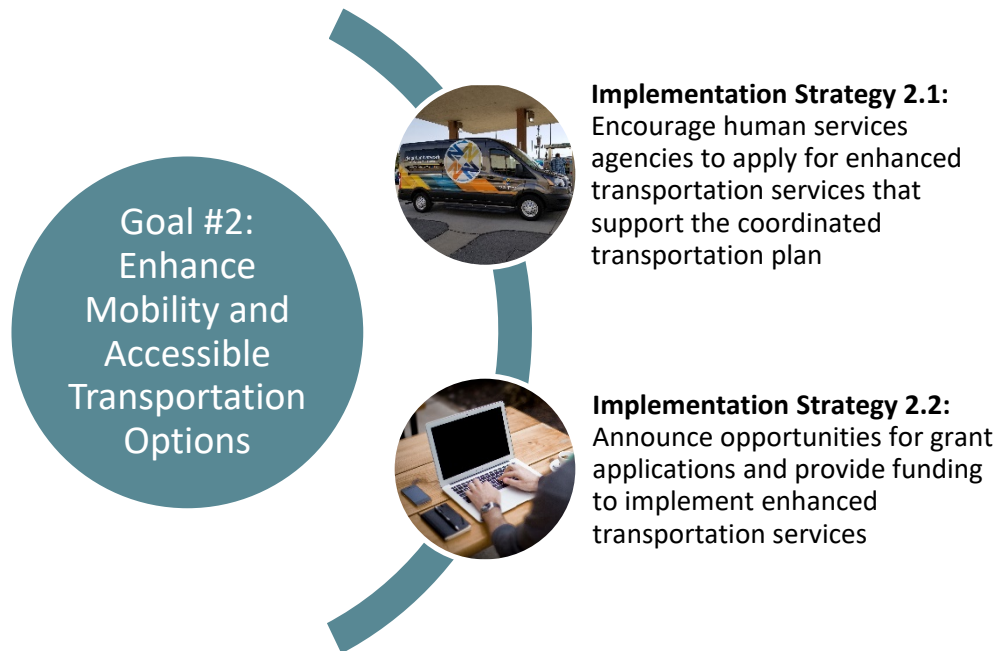 Goal #2:
Enhance
Mobility and
Accessible
Transportation
Options
Implementation Strategy 2.1:
Encourage human services
agencies to apply for enhanced
transportation services that
support the coordinated
transportation plan
Implementation Strategy 2.2:
Announce opportunities for grant
applications and provide funding
to implement enhanced
transportation services